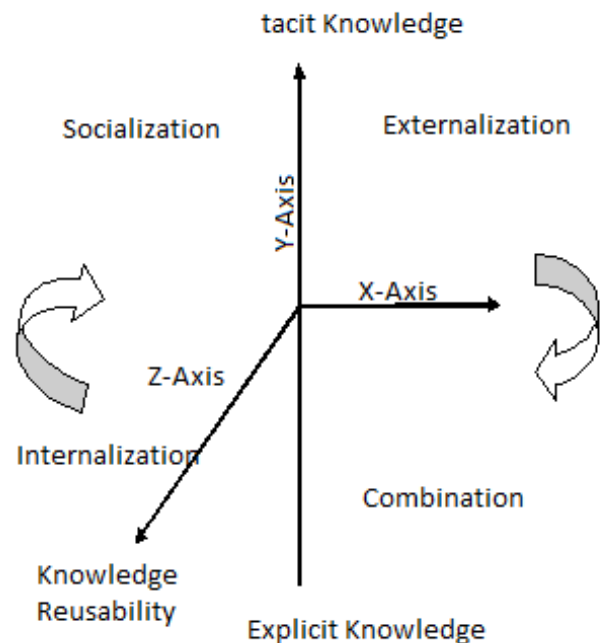 tacit Knowledge
Socialization
Externalization
Y-Axis
X-Axis
Z-Axis
Internalization
Combination
Knowledge
Reusability
Explicit Knowledge